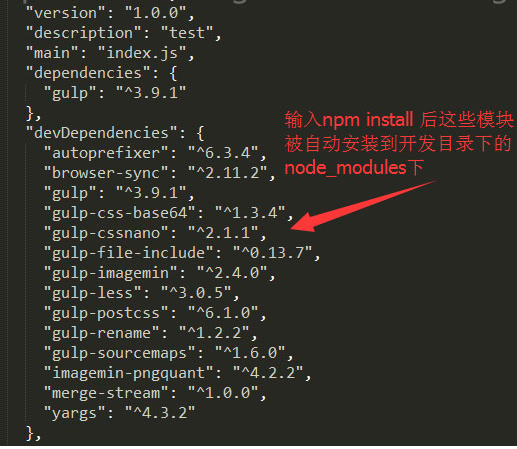 "version": "1.0.0",
"description": "test",
"main": "index.js",
"dependencies": {
"gulp": "^3.9.1"
},
"devDependencies": {
"autoprefixer": "^6.3.4",
"browser-sync": "^2.11.2",
"gulp": "^3.9.1",
"gulp-css-base64": "^1.3.4",
"gulp-cssnano": "^2.1.1",
"gulp-file-include": "^0.13.7",
"gulp-imagemin": "^2.4.0",
"gulp-less": "^3.0.5",
"gulp-postcss": "^6.1.0",
"gulp-rename": "^1.2.2",
"gulp-sourcemaps": "^1.6.0",
"imagemin-pngquant": "^4.2.2",
"merge-stream": "^1.0.0",
"yargs": "^4.3.2"
},
输入npm install 后这些模块
被自动安装到开发目录下的
node_modules下